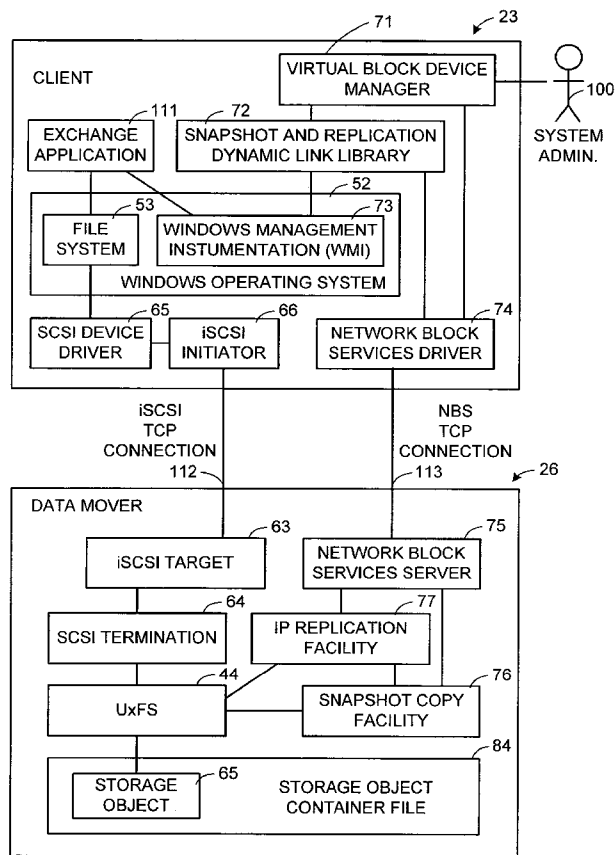 71
23
CLIENT
VIRTUAL BLOCK DEVICE
MANAGER
100
SYSTEM
ADMIN.
111
72
EXCHANGE
APPLICATION
SNAPSHOT AND REPLICATION
DYNAMIC LINK LIBRARY
52
53
73
FILE
SYSTEM
WINDOWS MANAGEMENT
INSTUMENTATION (WMI)
WINDOWS OPERATING SYSTEM
65
66
74
SCSI DEVICE
DRIVER
iSCSI
INITIATOR
NETWORK BLOCK
SERVICES DRIVER
iSCSI
TCP
CONNECTION
NBS
TCP
CONNECTION
112
113
26
DATA MOVER
63
75
iSCSI TARGET
NETWORK BLOCK
SERVICES SERVER
64
77
SCSI TERMINATION
IP REPLICATION
FACILITY
44
76
UxFS
SNAPSHOT COPY
FACILITY
84
65
STORAGE
OBJECT
STORAGE OBJECT
CONTAINER FILE